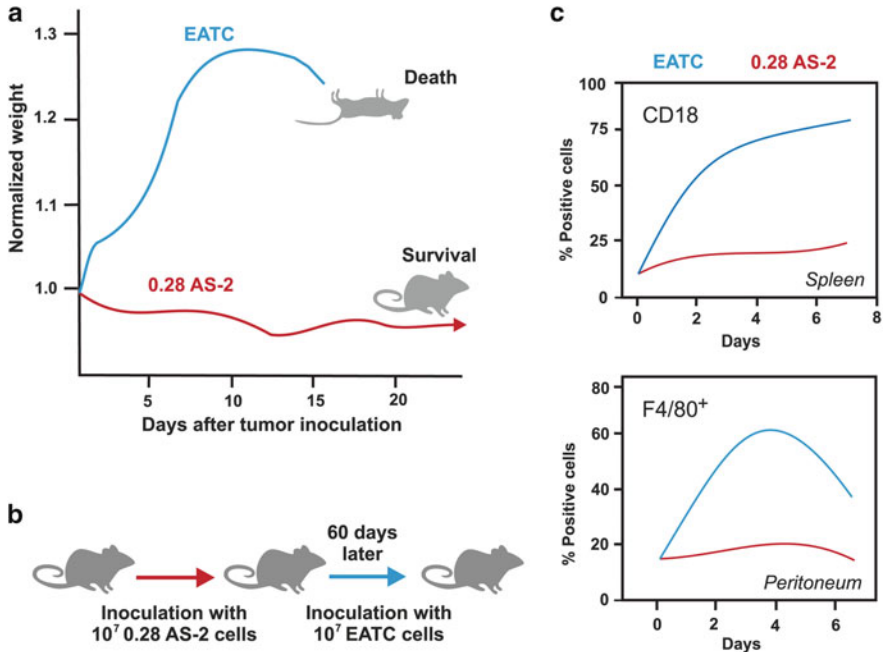 a
1.3
1.2
1.1
1.0
Normalized weight
EATC
Death
Survival
0.28 AS-2
5
10
15
20
Days after tumor inoculation
b
60 days
later
Inoculation with
10⁷ 0.28 AS-2 cells
Inoculation with
10⁷ EATC cells
c
EATC
0.28 AS-2
100
75
50
25
0
% Positive cells
CD18
Spleen
0
2
4
6
8
Days
80
60
40
20
0
% Positive cells
F4/80⁺
Peritoneum
0
2
4
6
Days